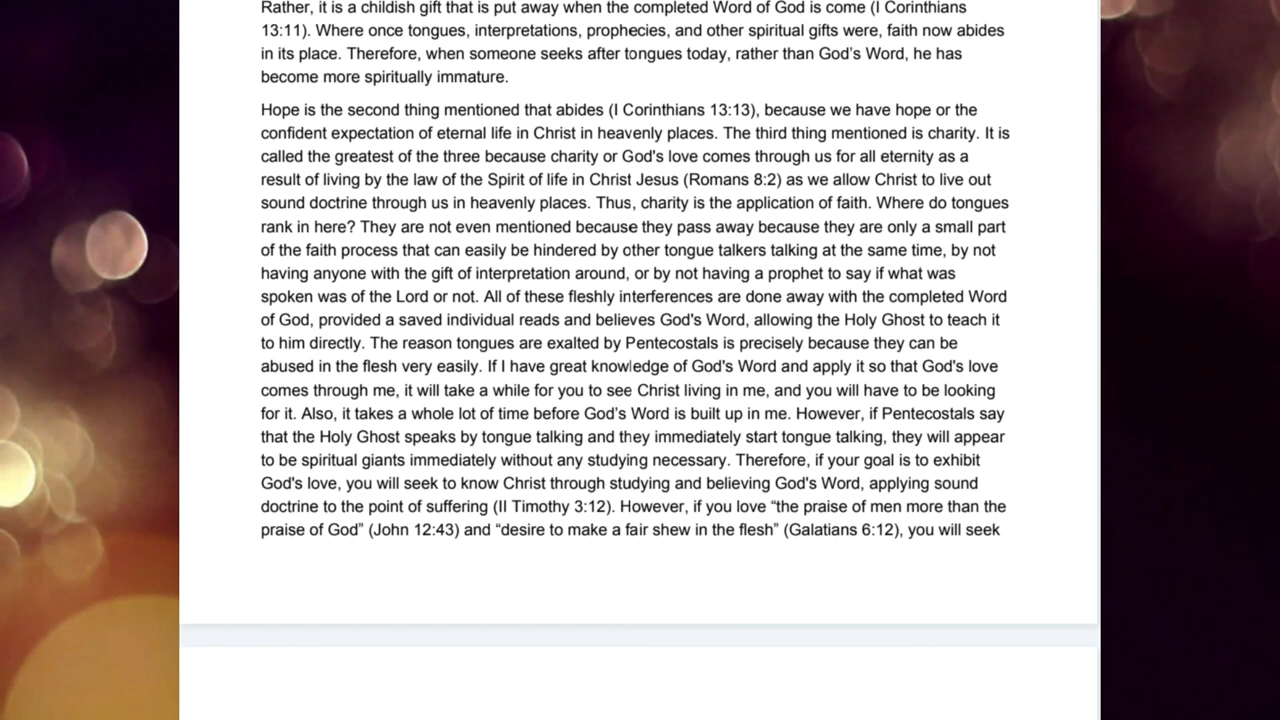 Rather, it is a childish gift that is put away when the completed Word of God is come (I Corinthians
13:11). Where once tongues, interpretations, prophecies, and other spiritual gifts were, faith now abides
in its place. Therefore, when someone seeks after tongues today, rather than God's Word, he has
become more spiritually immature.
Hope is the second thing mentioned that abides (I Corinthians 13:13), because we have hope or the
confident expectation of eternal life in Christ in heavenly places. The third thing mentioned is charity. It is
called the greatest of the three because charity or God's love comes through us for all eternity as a
result of living by the law of the Spirit of life in Christ Jesus (Romans 8:2) as we allow Christ to live out
sound doctrine through us in heavenly places. Thus, charity is the application of faith. Where do tongues
rank in here? They are not even mentioned because they pass away because they are only a small part
of the faith process that can easily be hindered by other tongue talkers talking at the same time, by not
having anyone with the gift of interpretation around, or by not having a prophet to say if what was
spoken was of the Lord or not. All of these fleshly interferences are done away with the completed Word
of God, provided a saved individual reads and believes God's Word, allowing the Holy Ghost to teach it
to him directly. The reason tongues are exalted by Pentecostals is precisely because they can be
abused in the flesh very easily. If I have great knowledge of God's Word and apply it so that God's love
comes through me, it will take a while for you to see Christ living in me, and you will have to be looking
for it. Also, it takes a whole lot of time before God's Word is built up in me. However, if Pentecostals say
that the Holy Ghost speaks by tongue talking and they immediately start tongue talking, they will appear
to be spiritual giants immediately without any studying necessary. Therefore, if your goal is to exhibit
God's love, you will seek to know Christ through studying and believing God's Word, applying sound
doctrine to the point of suffering (II Timothy 3:12). However, if you love “the praise of men more than the
praise of God” (John 12:43) and “desire to make a fair shew in the flesh” (Galatians 6:12), you will seek